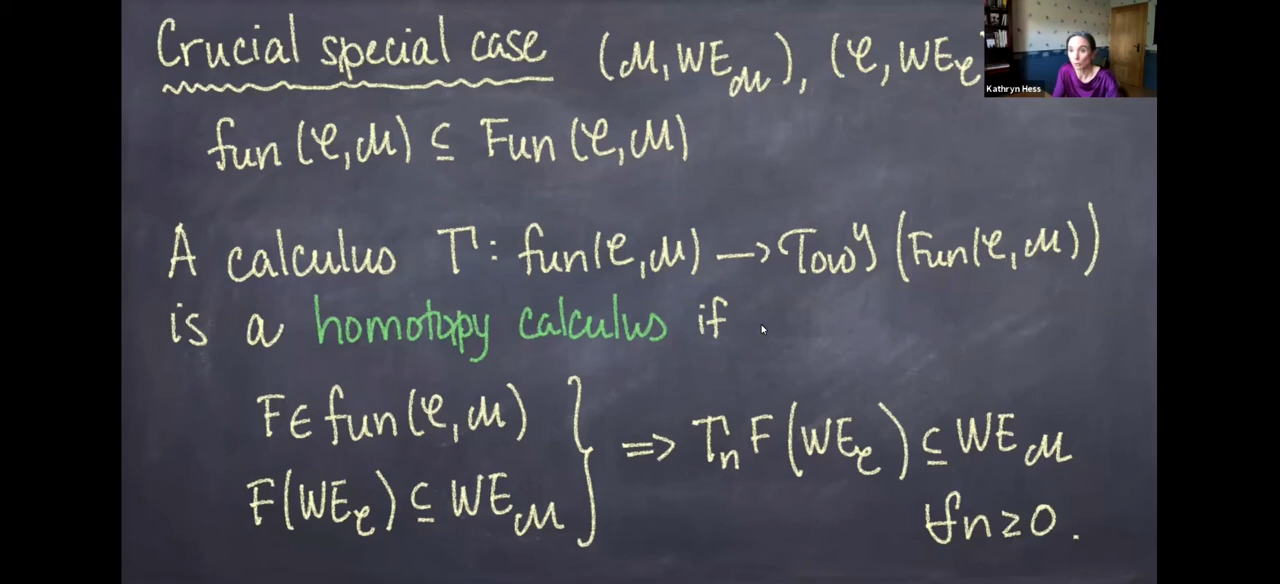 Crucial special case (M, WE_M), (C, WE_C
Kathryn Hess
fun(C,M) ⊆ Fun(C,M)
A calculus T: fun(C,M) → Tow^y (Fun(C,M))
is a homotopy calculus if
F ∈ fun(C,M)
F(WE_C) ⊆ WE_M } ⇒ T_n F(WE_C) ⊆ WE_M
∀n≥0.